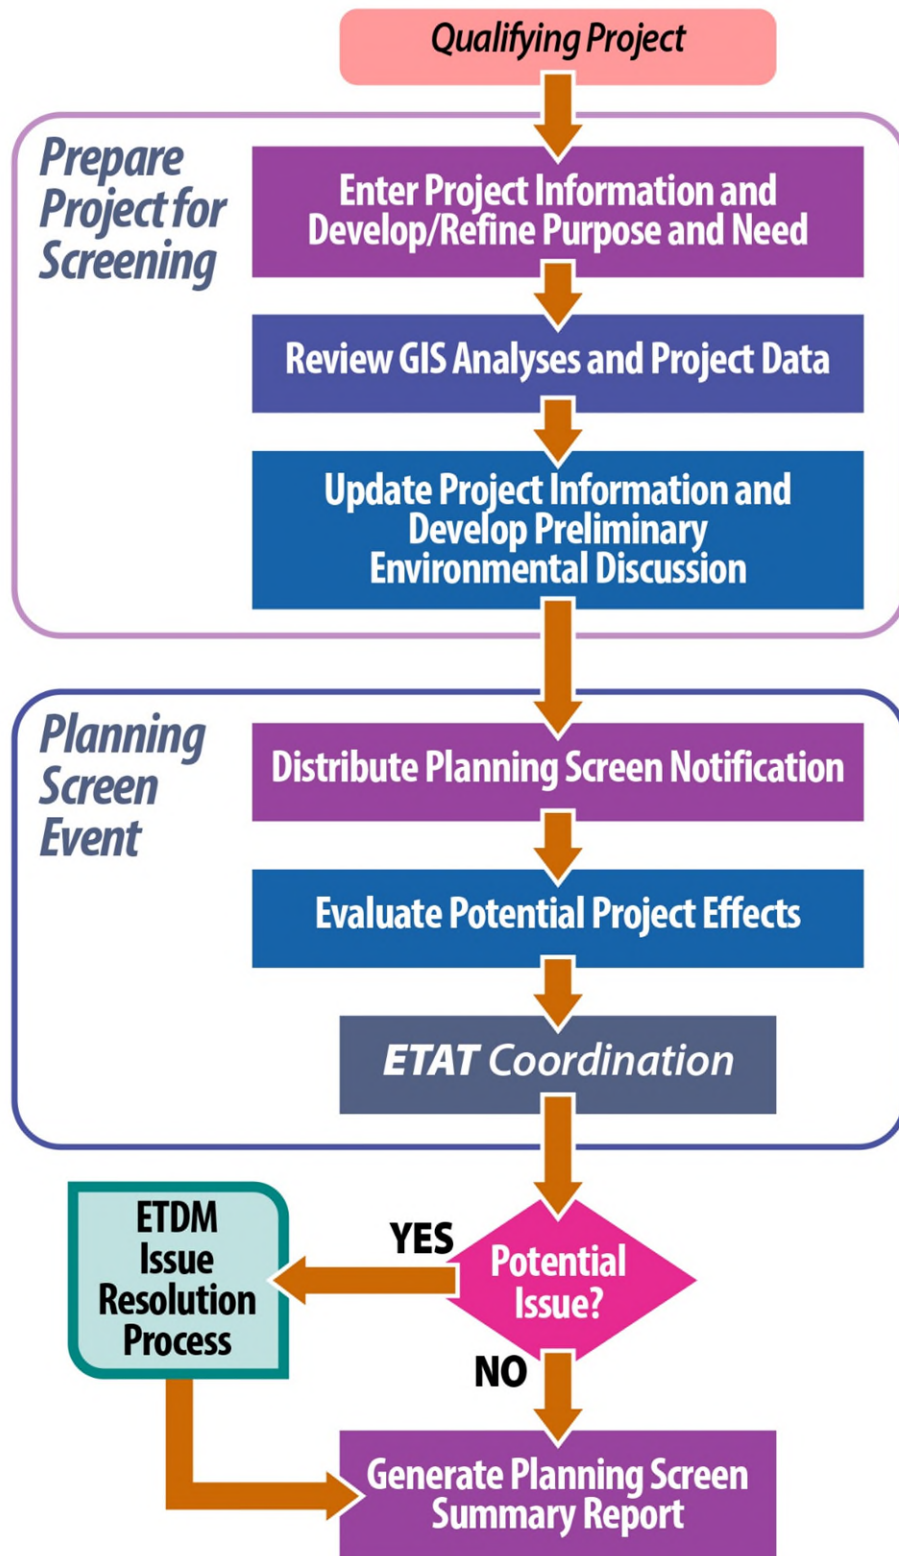 Qualifying Project
Prepare
Project for
Screening
Enter Project Information and
Develop/Refine Purpose and Need
Review GIS Analyses and Project Data
Update Project Information and
Develop Preliminary
Environmental Discussion
Planning
Screen
Event
Distribute Planning Screen Notification
Evaluate Potential Project Effects
ETAT Coordination
Potential
Issue?
YES
ETDM
Issue
Resolution
Process
NO
Generate Planning Screen
Summary Report